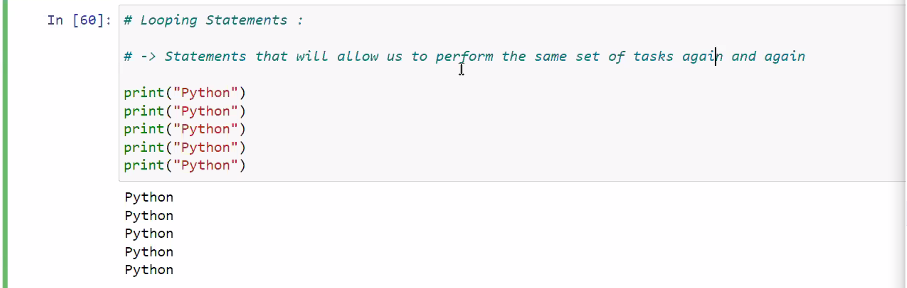 In [60]: # Looping Statements :
# -> Statements that will allow us to perform the same set of tasks again and again
print("Python")
print("Python")
print("Python")
print("Python")
print("Python")
Python
Python
Python
Python
Python